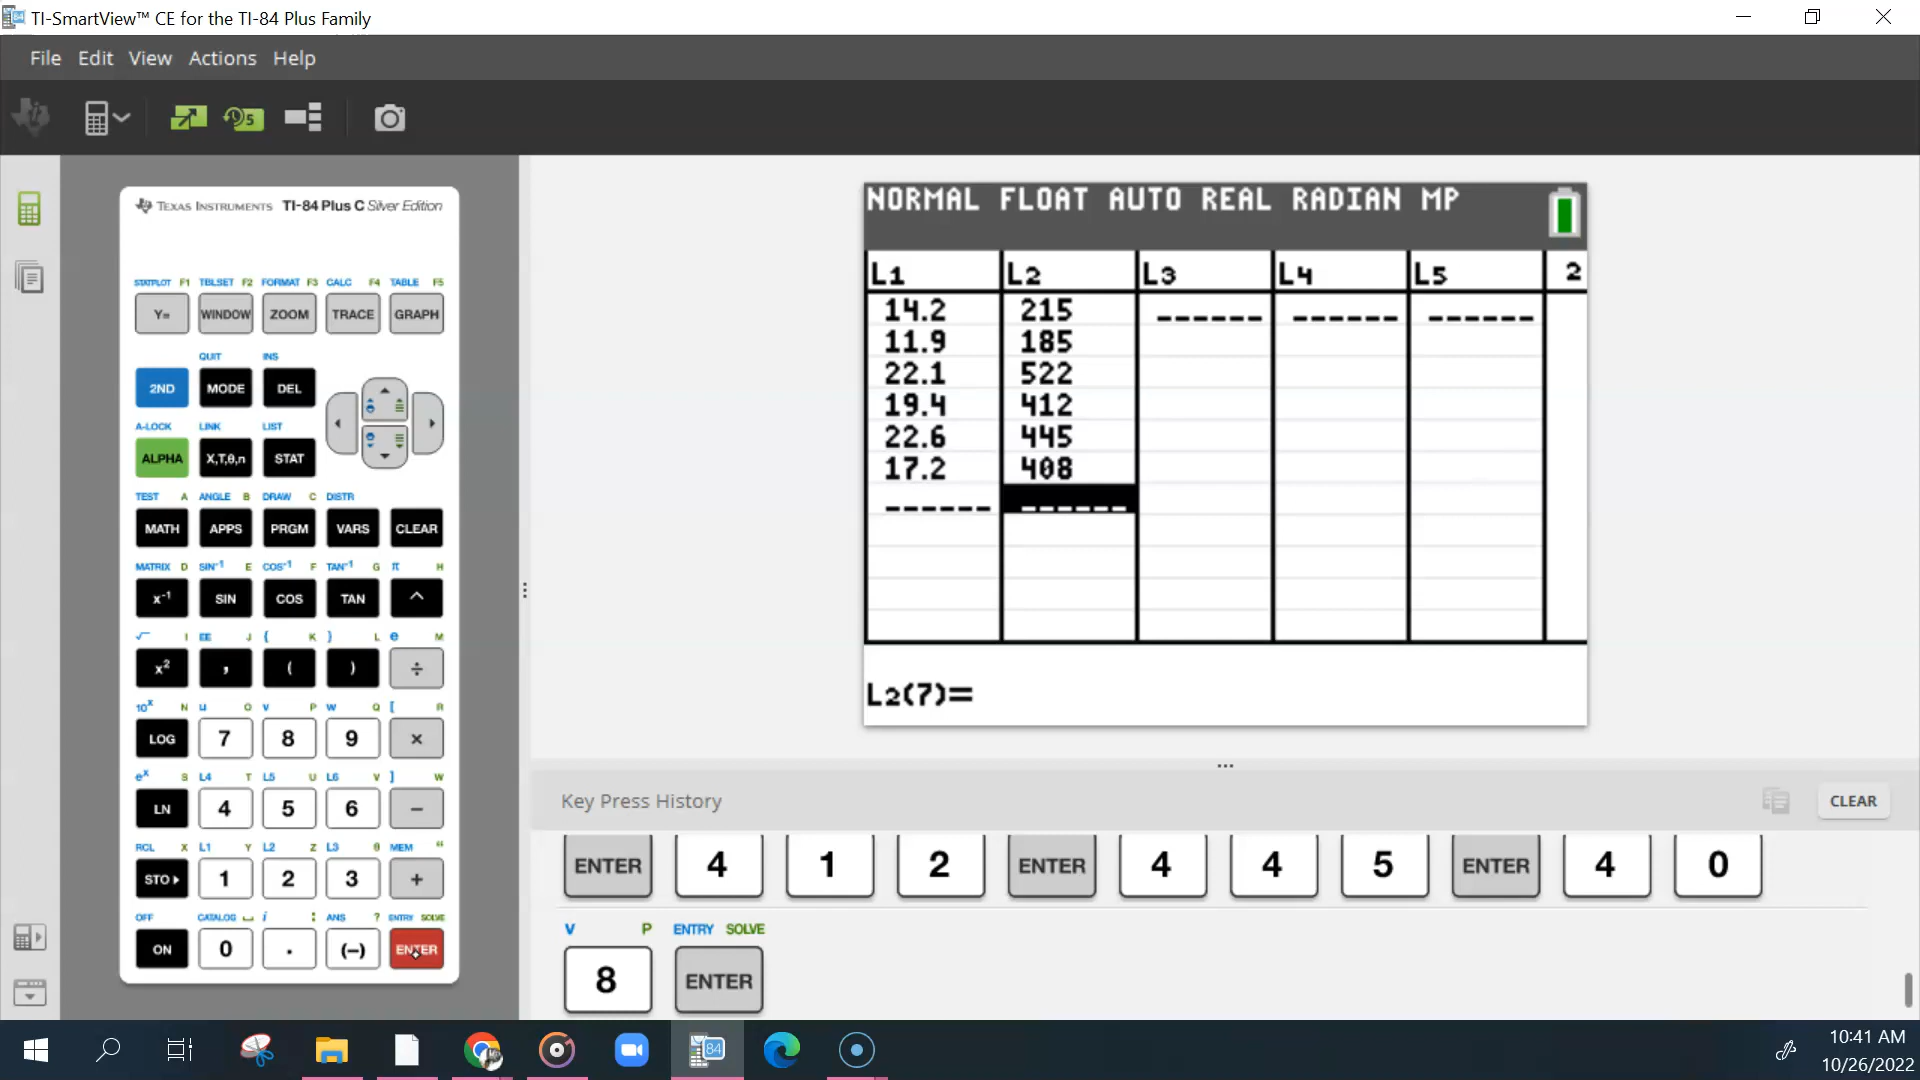 TI-SmartView™ CE for the TI-84 Plus Family
File Edit View Actions Help
5
TEXAS INSTRUMENTS TI-84 Plus C Silver Edition
STATPLOT F1 TBLSET F2 FORMAT F3 CALC F4 TABLE F5
Y= WINDOW ZOOM TRACE GRAPH
QUIT INS
2ND MODE DEL
A-LOCK LINK LIST
ALPHA X,T,θ,n STAT
TEST A ANGLE B DRAW C DISTR
MATH APPS PRGM VARS CLEAR
MATRIX D SIN⁻¹ E COS⁻¹ F TAN⁻¹ G π H
x⁻¹ SIN COS TAN ^
√ I EE J { K } L e M
x² , ( ) ÷
10ˣ N u O v P w Q [ R
LOG 7 8 9 ×
eˣ S L4 T L5 U L6 V ] W
LN 4 5 6 −
RCL X L1 Y L2 Z L3 θ MEM "
STO▸ 1 2 3 +
OFF CATALOG ⎵ i : ANS ? ENTRY SOLVE
ON 0 . (−) ENTER
NORMAL FLOAT AUTO REAL RADIAN MP
L1 L2 L3 L4 L5 2
14.2 215 ------ ------ ------
11.9 185
22.1 522
19.4 412
22.6 445
17.2 408
------ ------
L2(7)=
Key Press History
CLEAR
ENTER 4 1 2 ENTER 4 4 5 ENTER 4 0
V P ENTRY SOLVE
8 ENTER
84
10:41 AM
10/26/2022